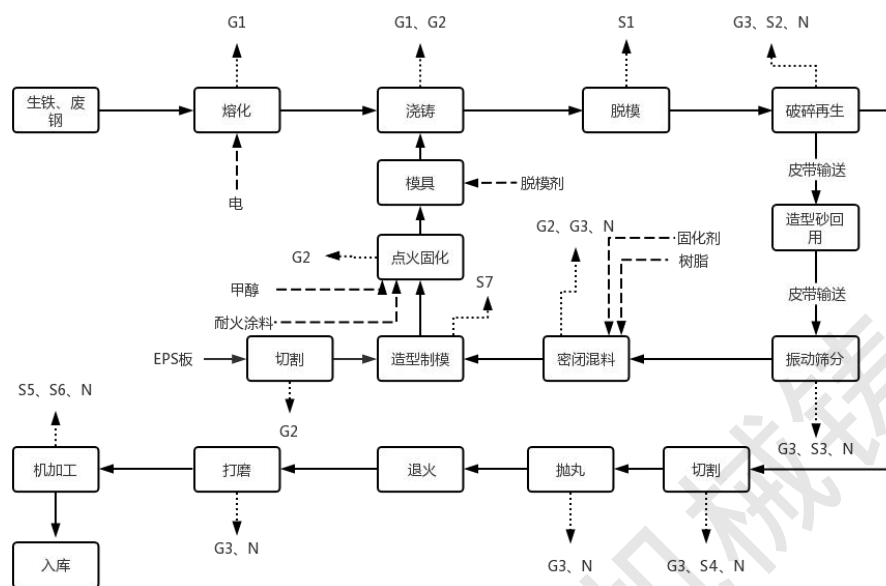 G1
G1、G2
S1
G3、S2、N
生铁、废
钢
熔化
浇铸
脱模
破碎再生
皮带输送
模具
脱模剂
电
造型砂回
用
G2
点火固化
G2、G3、N
固化剂
树脂
甲醇
S7
皮带输送
耐火涂料
EPS板
切割
造型制模
密闭混料
振动筛分
S5、S6、N
G2
G3、S3、N
机加工
打磨
退火
抛丸
切割
G3、N
G3、N
G3、S4、N
入库
机械铸